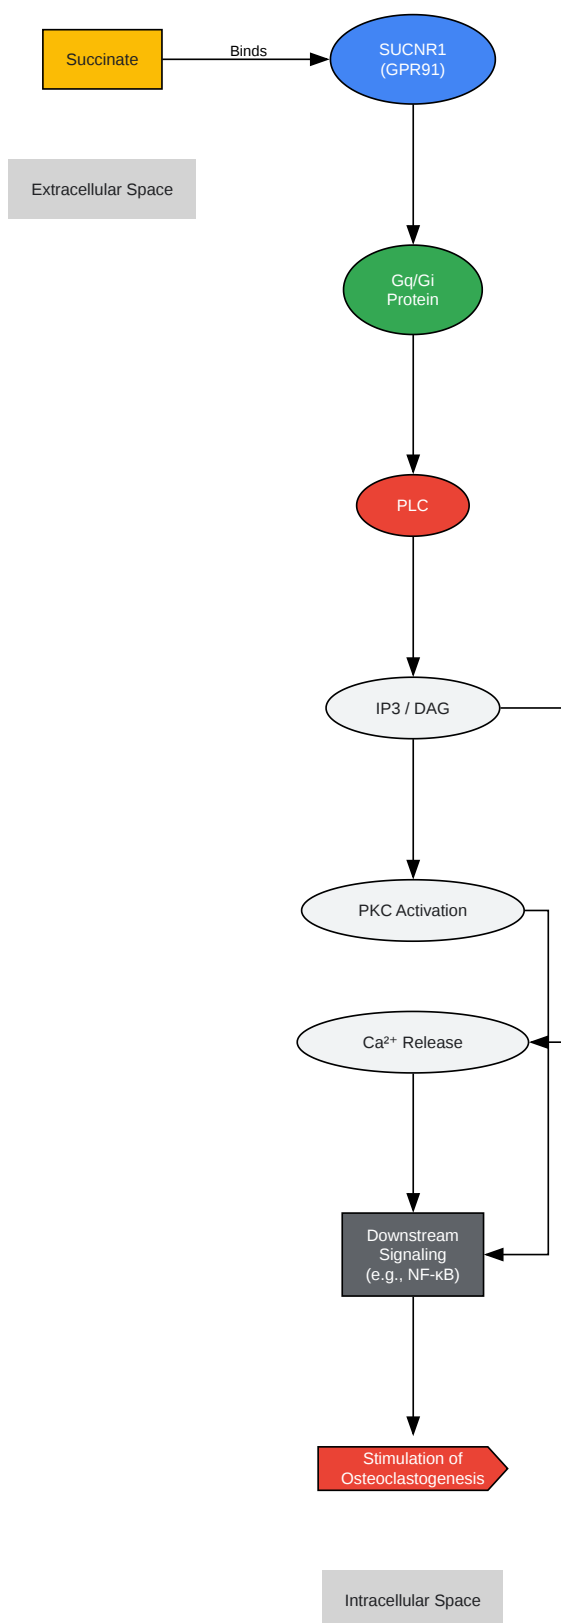 Succinate
Binds
SUCNR1
(GPR91)
Extracellular Space
Gq/Gi
Protein
PLC
IP3 / DAG
PKC Activation
Ca²⁺ Release
Downstream
Signaling
(e.g., NF-κB)
Stimulation of
Osteoclastogenesis
Intracellular Space